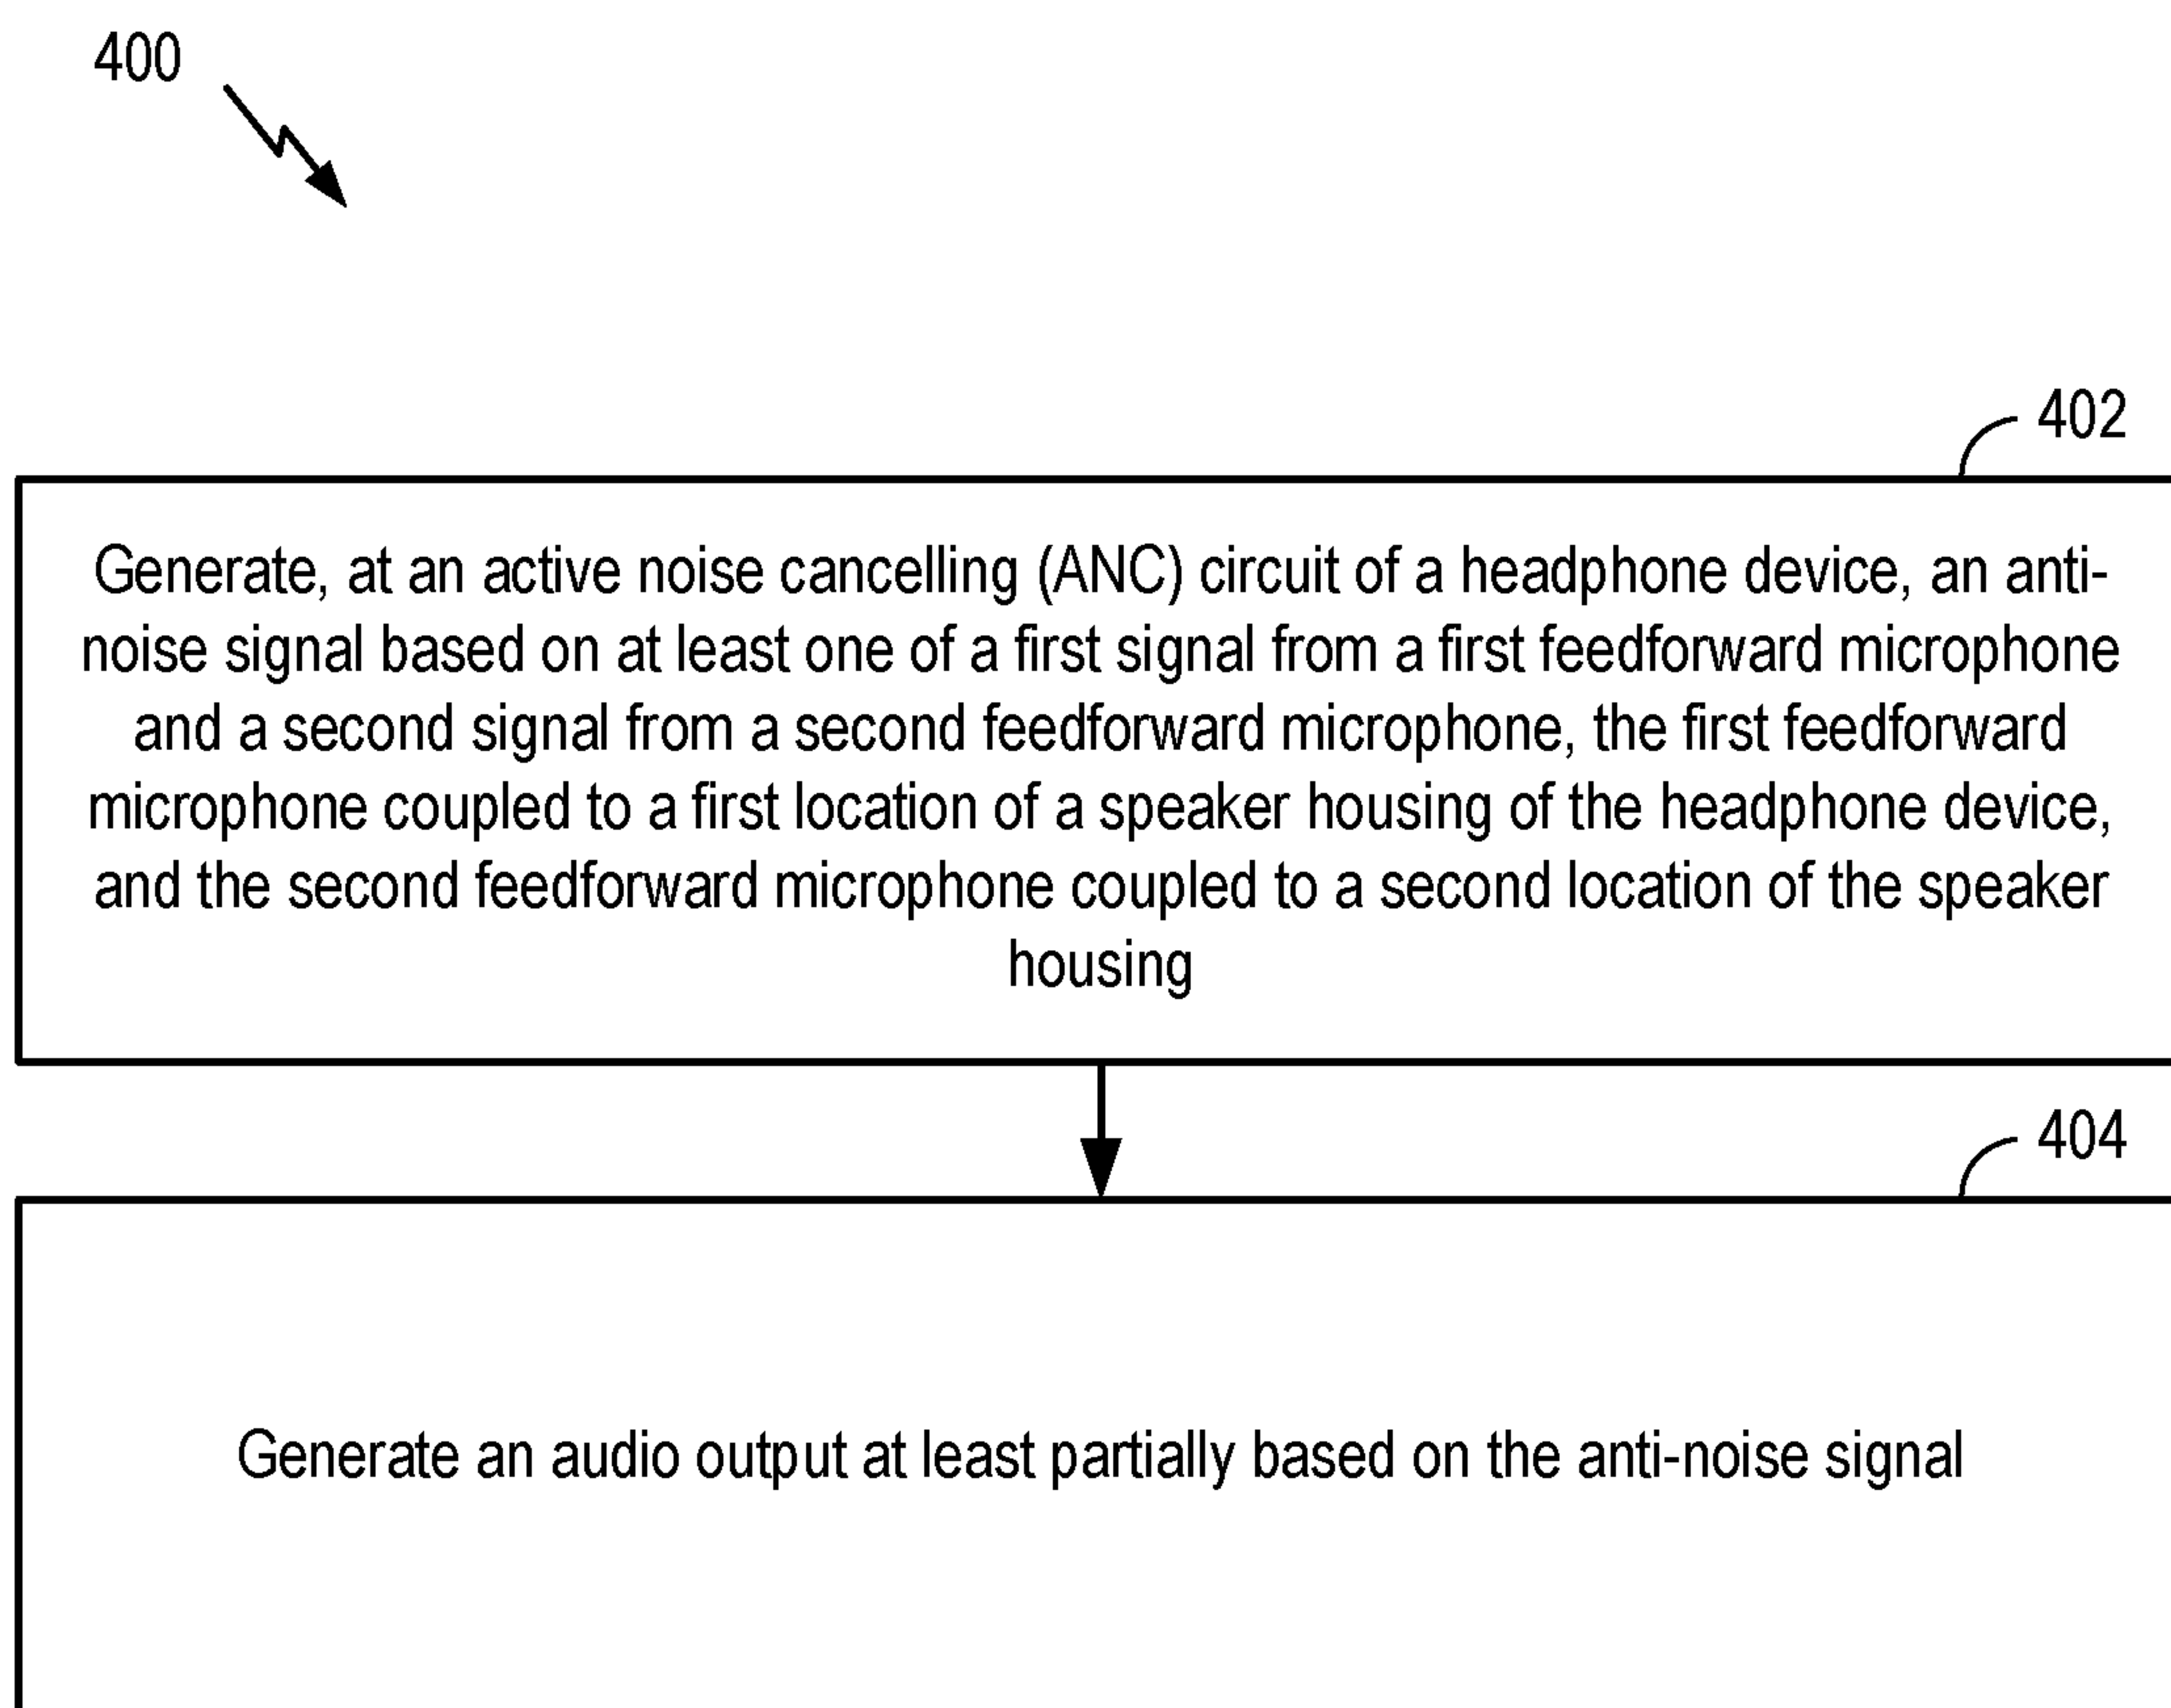 400
402
Generate, at an active noise cancelling (ANC) circuit of a headphone device, an anti-
noise signal based on at least one of a first signal from a first feedforward microphone
and a second signal from a second feedforward microphone, the first feedforward
microphone coupled to a first location of a speaker housing of the headphone device,
and the second feedforward microphone coupled to a second location of the speaker
housing
404
Generate an audio output at least partially based on the anti-noise signal